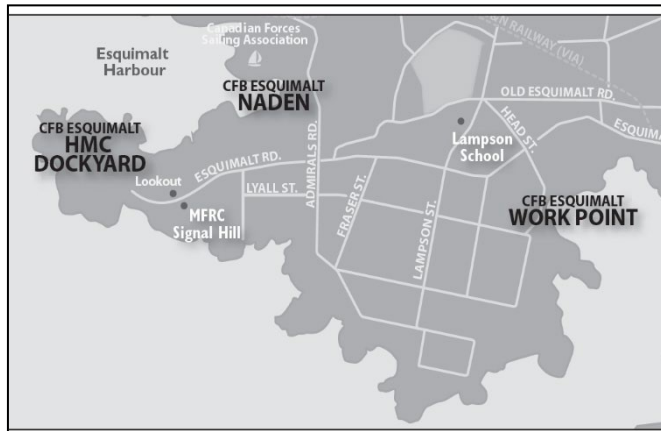 Canadian Forces
Sailing Association
RAILWAY (VIA)
Esquimalt
Harbour
CFB ESQUIMALT
NADEN
OLD ESQUIMALT RD.
CFB ESQUIMALT
HMC
DOCKYARD
HEAD ST.
ESQUIMA
Lampson
School
ESQUIMALT RD.
ADMIRALS RD.
Lookout
LYALL ST.
FRASER ST.
LAMPSON ST.
CFB ESQUIMALT
WORK POINT
MFRC
Signal Hill